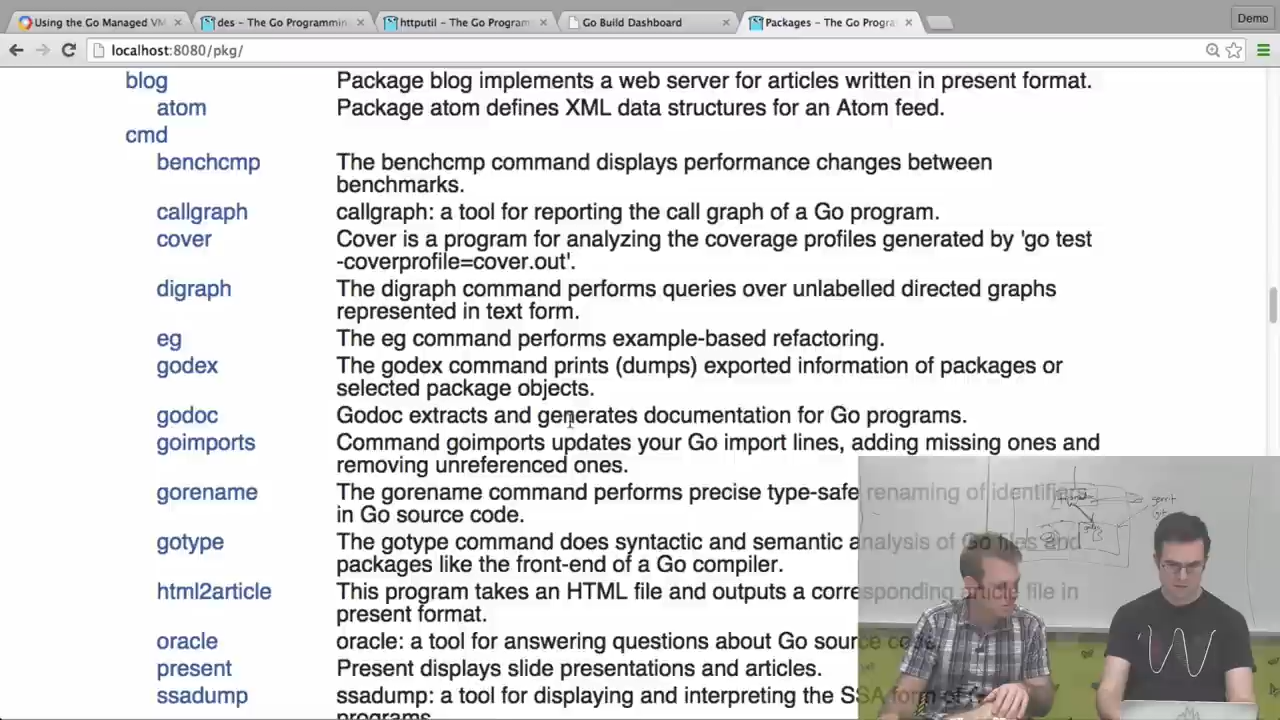 Using the Go Managed VM
des - The Go Programmin
httputil - The Go Program
Go Build Dashboard
Packages - The Go Progra
Demo
localhost:8080/pkg/
blog Package blog implements a web server for articles written in present format.
atom Package atom defines XML data structures for an Atom feed.
cmd
benchcmp The benchcmp command displays performance changes between
benchmarks.
callgraph callgraph: a tool for reporting the call graph of a Go program.
cover Cover is a program for analyzing the coverage profiles generated by 'go test
-coverprofile=cover.out'.
digraph The digraph command performs queries over unlabelled directed graphs
represented in text form.
eg The eg command performs example-based refactoring.
godex The godex command prints (dumps) exported information of packages or
selected package objects.
godoc Godoc extracts and generates documentation for Go programs.
goimports Command goimports updates your Go import lines, adding missing ones and
removing unreferenced ones.
gorename The gorename command performs precise type-safe renaming of identifiers
in Go source code.
gotype The gotype command does syntactic and semantic analysis of Go files and
packages like the front-end of a Go compiler.
html2article This program takes an HTML file and outputs a corresponding article file in
present format.
oracle oracle: a tool for answering questions about Go source code.
present Present displays slide presentations and articles.
ssadump ssadump: a tool for displaying and interpreting the SSA form of
programs.
gerrit
git